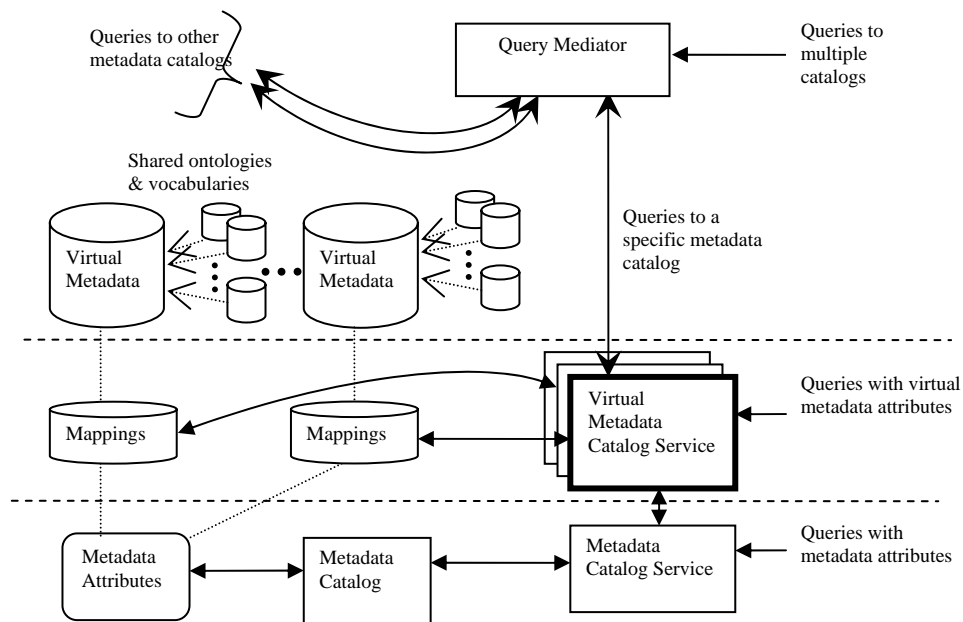 Queries to other
metadata catalogs
Query Mediator
Queries to
multiple
catalogs
Shared ontologies
& vocabularies
Virtual
Metadata
Virtual
Metadata
Queries to a
specific metadata
catalog
Mappings
Mappings
Virtual
Metadata
Catalog Service
Queries with virtual
metadata attributes
Metadata
Attributes
Metadata
Catalog
Metadata
Catalog Service
Queries with
metadata attributes